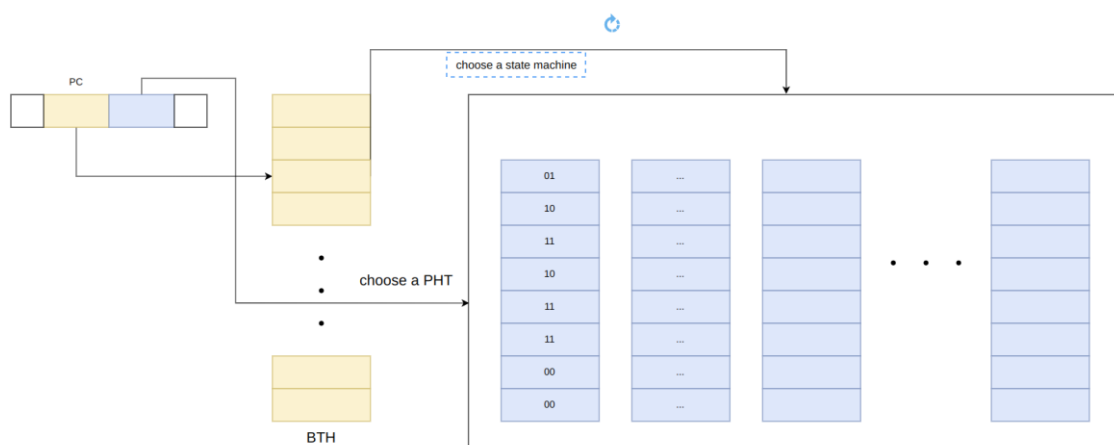 choose a state machine
PC
01 ...
10 ...
11 ...
choose a PHT
10 ...
11 ...
11 ...
00 ...
00 ...
BTH